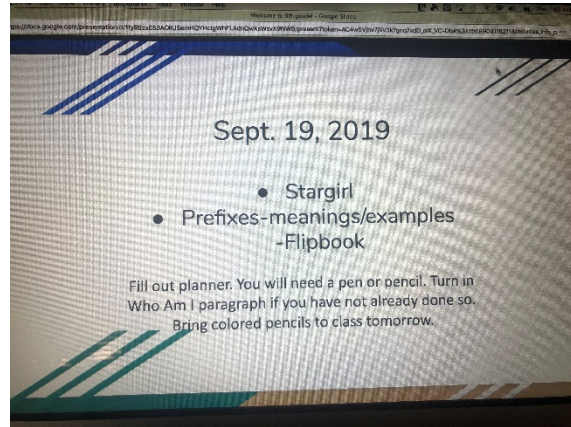 Welcome to 8th grade! - Google Slides
Sept. 19, 2019
● Stargirl
● Prefixes-meanings/examples
-Flipbook
Fill out planner. You will need a pen or pencil. Turn in
Who Am I paragraph if you have not already done so.
Bring colored pencils to class tomorrow.